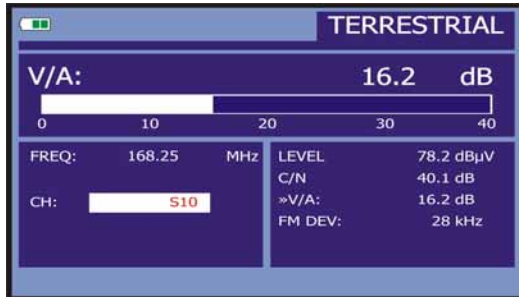 TERRESTRIAL
V/A: 16.2 dB
0 10 20 30 40
FREQ: 168.25 MHz
CH: S10
LEVEL 78.2 dBµV
C/N 40.1 dB
»V/A: 16.2 dB
FM DEV: 28 kHz